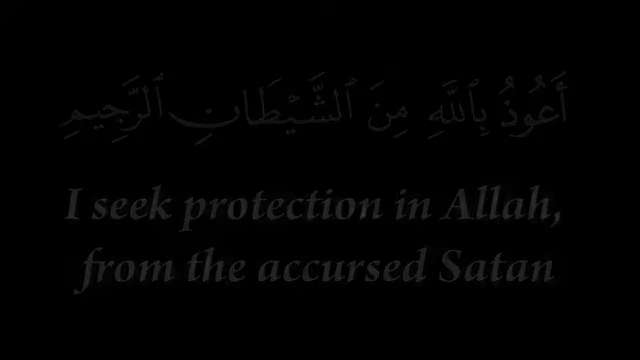 أَعُوذُ بِٱللَّهِ مِنَ ٱلشَّيْطَانِ ٱلرَّجِيمِ
I seek protection in Allah,
from the accursed Satan